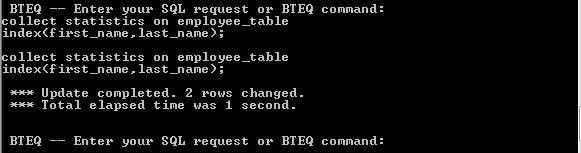 BTEQ -- Enter your SQL request or BTEQ command:
collect statistics on employee_table
index(first_name,last_name);
collect statistics on employee_table
index(first_name,last_name);
*** Update completed. 2 rows changed.
*** Total elapsed time was 1 second.
BTEQ -- Enter your SQL request or BTEQ command: